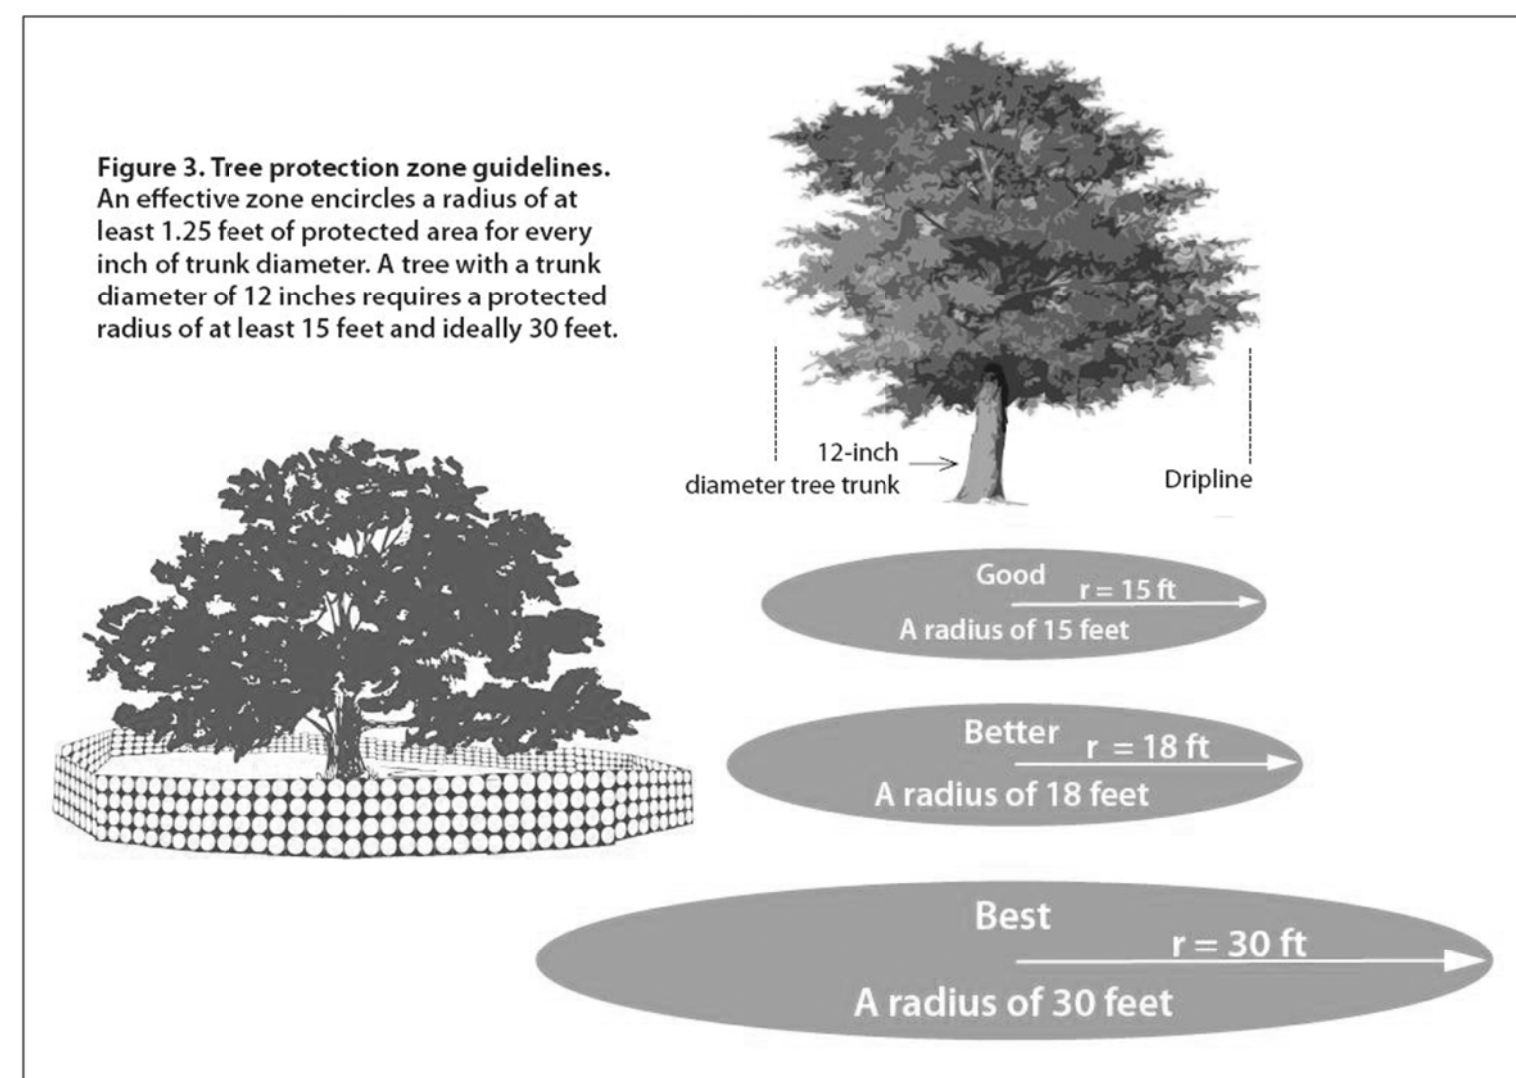 Figure 3. Tree protection zone guidelines.
An effective zone encircles a radius of at
least 1.25 feet of protected area for every
inch of trunk diameter. A tree with a trunk
diameter of 12 inches requires a protected
radius of at least 15 feet and ideally 30 feet.
12-inch
diameter tree trunk
Dripline
Good
r = 15 ft
A radius of 15 feet
Better
r = 18 ft
A radius of 18 feet
Best
r = 30 ft
A radius of 30 feet